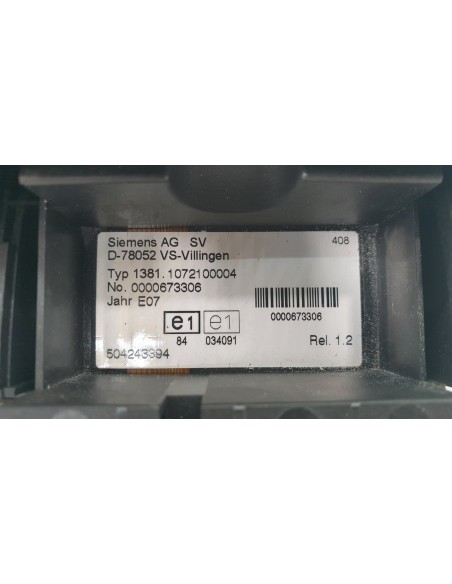 Siemens AG SV 408
D-78052 VS-Villingen
Typ 1381.1072100004
No. 0000673306
Jahr E07
e1 e1 0000673306
84 034091 Rel. 1.2
504243994